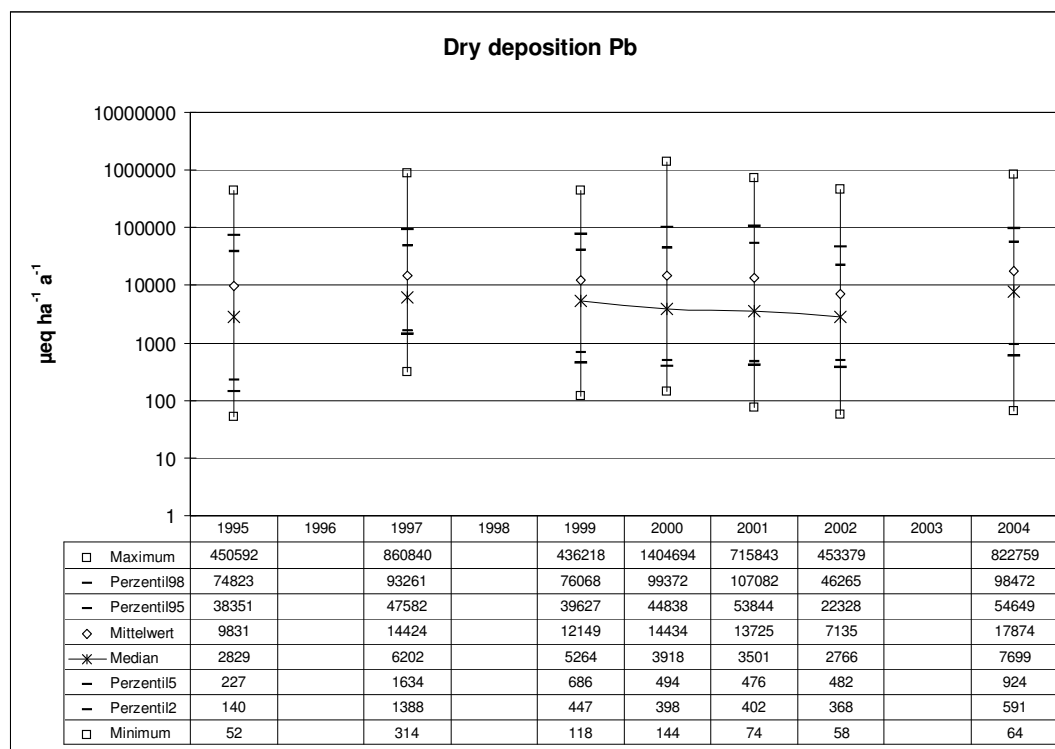 Dry deposition Pb
µeq ha⁻¹ a⁻¹
10000000
1000000
100000
10000
1000
100
10
1
1995 1996 1997 1998 1999 2000 2001 2002 2003 2004
Maximum 450592 860840 436218 1404694 715843 453379 822759
Perzentil98 74823 93261 76068 99372 107082 46265 98472
Perzentil95 38351 47582 39627 44838 53844 22328 54649
Mittelwert 9831 14424 12149 14434 13725 7135 17874
Median 2829 6202 5264 3918 3501 2766 7699
Perzentil5 227 1634 686 494 476 482 924
Perzentil2 140 1388 447 398 402 368 591
Minimum 52 314 118 144 74 58 64